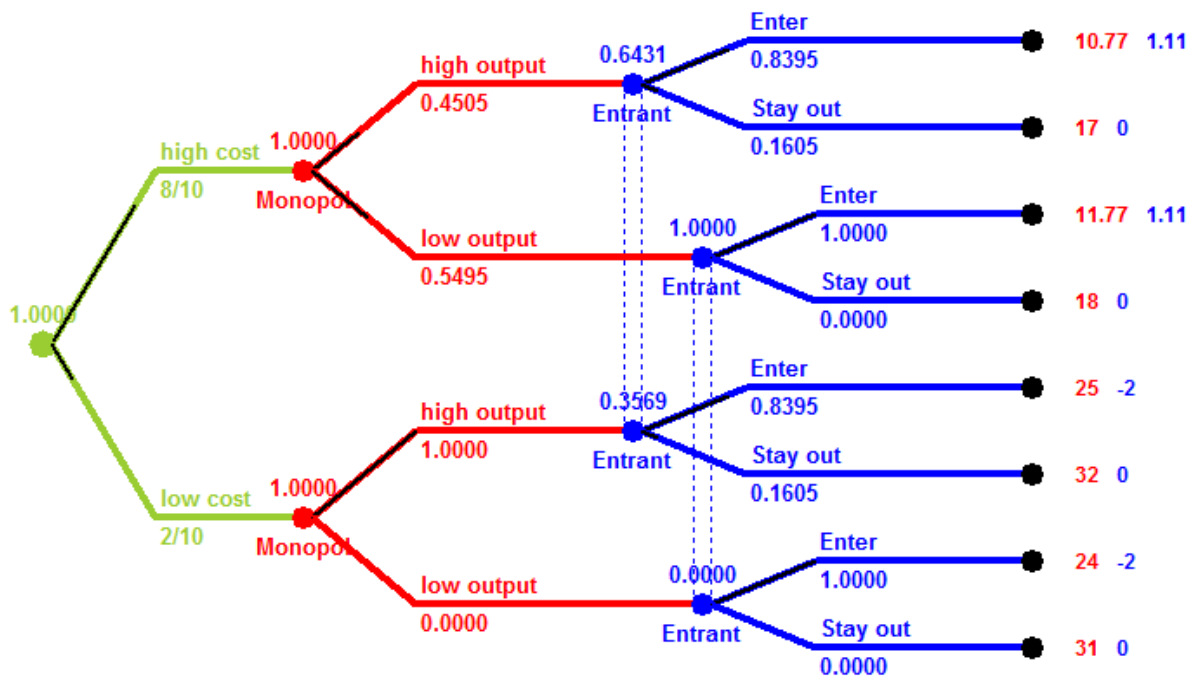 Enter
10.77 1.11
0.6431
0.8395
high output
0.4505
Entrant
Stay out
17 0
0.1605
1.0000
high cost
8/10
Monopol
Enter
11.77 1.11
1.0000
1.0000
low output
0.5495
Entrant
Stay out
18 0
0.0000
1.0000
Enter
25 -2
0.3569
0.8395
high output
1.0000
Entrant
Stay out
32 0
0.1605
1.0000
low cost
2/10
Monopol
Enter
24 -2
0.0000
1.0000
low output
0.0000
Entrant
Stay out
31 0
0.0000